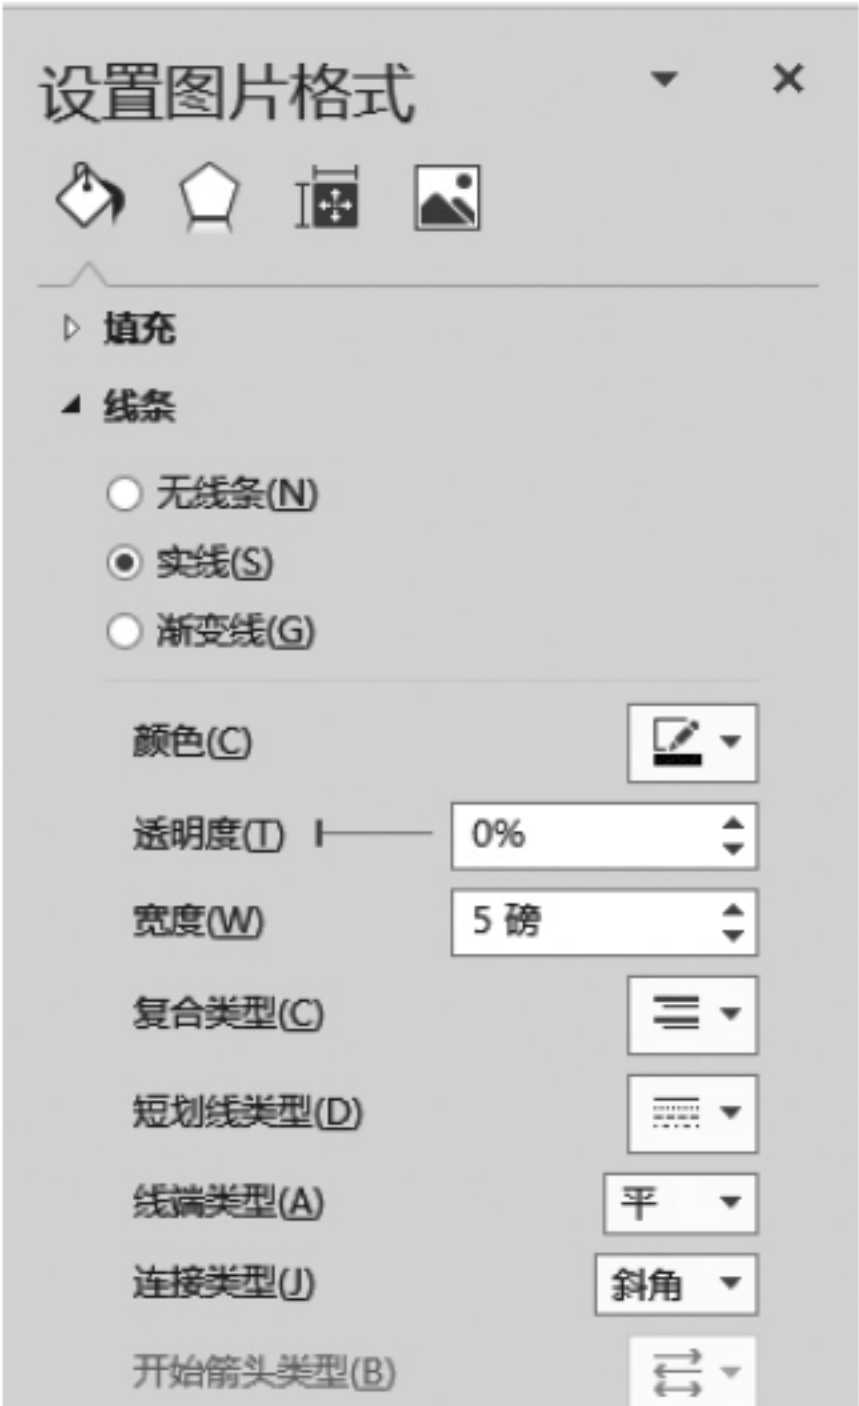 设置图片格式
填充
线条
无线条(N)
实线(S)
渐变线(G)
颜色(C)
透明度(T) 0%
宽度(W) 5 磅
复合类型(C)
短划线类型(D)
线端类型(A) 平
连接类型(J) 斜角
开始箭头类型(B)